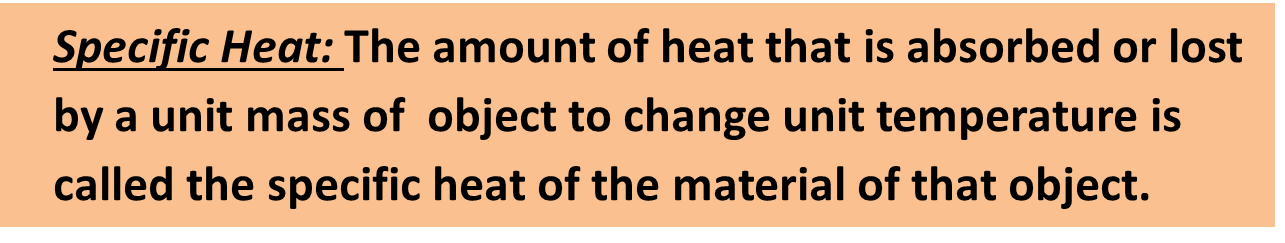 Specific Heat: The amount of heat that is absorbed or lost
by a unit mass of object to change unit temperature is
called the specific heat of the material of that object.